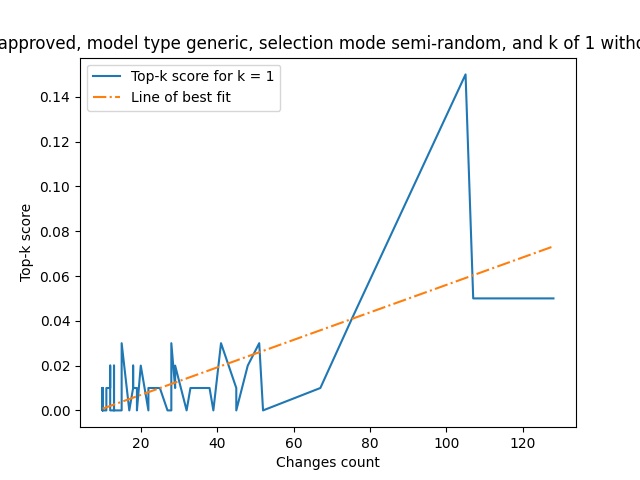 approved, model type generic, selection mode semi-random, and k of 1
Top-k score for k = 1
Line of best fit
Top-k score
0.14
0.12
0.10
0.08
0.06
0.04
0.02
0.00
20 40 60 80 100 120
Changes count